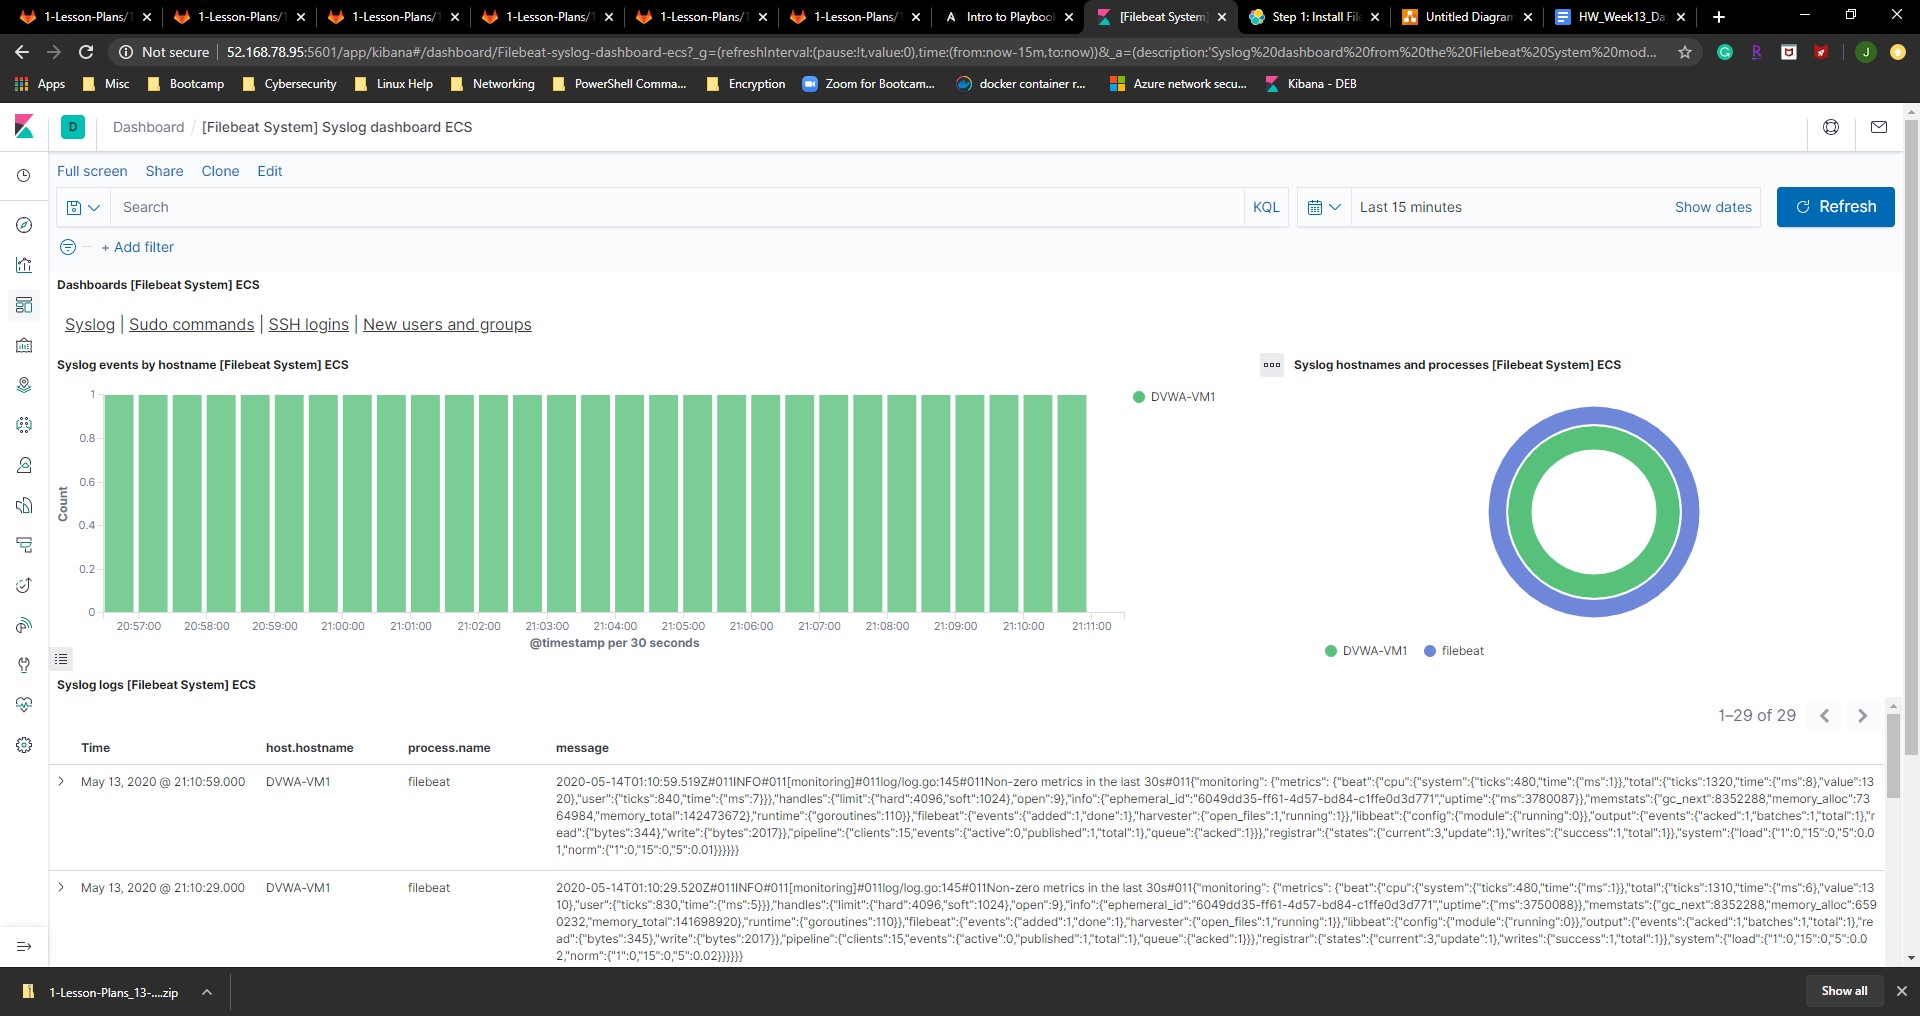 1-Lesson-Plans/1
1-Lesson-Plans/1
1-Lesson-Plans/1
1-Lesson-Plans/1
1-Lesson-Plans/1
1-Lesson-Plans/1
Intro to Playboo
[Filebeat System]
Step 1: Install File
Untitled Diagram
HW_Week13_Da
Not secure
52.168.78.95:5601/app/kibana#/dashboard/Filebeat-syslog-dashboard-ecs?_g=(refreshInterval:(pause:!t,value:0),time:(from:now-15m,to:now))&_a=(description:'Syslog%20dashboard%20from%20the%20Filebeat%20System%20mod...
J
Apps
Misc
Bootcamp
Cybersecurity
Linux Help
Networking
PowerShell Comma...
Encryption
Zoom for Bootcam...
docker container r...
Azure network secu...
Kibana - DEB
D
Dashboard / [Filebeat System] Syslog dashboard ECS
Full screen
Share
Clone
Edit
Search
KQL
Last 15 minutes
Show dates
Refresh
+ Add filter
Dashboards [Filebeat System] ECS
Syslog | Sudo commands | SSH logins | New users and groups
Syslog events by hostname [Filebeat System] ECS
Count
1
0.8
0.6
0.4
0.2
0
20:57:00
20:58:00
20:59:00
21:00:00
21:01:00
21:02:00
21:03:00
21:04:00
21:05:00
21:06:00
21:07:00
21:08:00
21:09:00
21:10:00
21:11:00
@timestamp per 30 seconds
DVWA-VM1
Syslog hostnames and processes [Filebeat System] ECS
DVWA-VM1
filebeat
Syslog logs [Filebeat System] ECS
1–29 of 29
Time
host.hostname
process.name
message
May 13, 2020 @ 21:10:59.000
DVWA-VM1
filebeat
2020-05-14T01:10:59.519Z#011INFO#011[monitoring]#011log/log.go:145#011Non-zero metrics in the last 30s#011{"monitoring": {"metrics": {"beat":{"cpu":{"system":{"ticks":480,"time":{"ms":1}},"total":{"ticks":1320,"time":{"ms":8},"value":13
20},"user":{"ticks":840,"time":{"ms":7}}},"handles":{"limit":{"hard":4096,"soft":1024},"open":9},"info":{"ephemeral_id":"6049dd35-ff61-4d57-bd84-c1ffe0d3d771","uptime":{"ms":3780087}},"memstats":{"gc_next":8352288,"memory_alloc":7
364984,"memory_total":142473672},"runtime":{"goroutines":110}},"filebeat":{"events":{"added":1,"done":1},"harvester":{"open_files":1,"running":1}},"libbeat":{"config":{"module":{"running":0}},"output":{"events":{"acked":1,"batches":1,"total":1},"r
ead":{"bytes":344},"write":{"bytes":2017}},"pipeline":{"clients":15,"events":{"active":0,"published":1,"total":1},"queue":{"acked":1}}},"registrar":{"states":{"current":3,"update":1},"writes":{"success":1,"total":1}},"system":{"load":{"1":0,"15":0,"5":0.0
1,"norm":{"1":0,"15":0,"5":0.01}}}}}}
May 13, 2020 @ 21:10:29.000
DVWA-VM1
filebeat
2020-05-14T01:10:29.520Z#011INFO#011[monitoring]#011log/log.go:145#011Non-zero metrics in the last 30s#011{"monitoring": {"metrics": {"beat":{"cpu":{"system":{"ticks":480,"time":{"ms":1}},"total":{"ticks":1310,"time":{"ms":6},"value":13
10},"user":{"ticks":830,"time":{"ms":5}}},"handles":{"limit":{"hard":4096,"soft":1024},"open":9},"info":{"ephemeral_id":"6049dd35-ff61-4d57-bd84-c1ffe0d3d771","uptime":{"ms":3750088}},"memstats":{"gc_next":8352288,"memory_alloc":659
0232,"memory_total":141698920},"runtime":{"goroutines":110}},"filebeat":{"events":{"added":1,"done":1},"harvester":{"open_files":1,"running":1}},"libbeat":{"config":{"module":{"running":0}},"output":{"events":{"acked":1,"batches":1,"total":1},"re
ad":{"bytes":345},"write":{"bytes":2017}},"pipeline":{"clients":15,"events":{"active":0,"published":1,"total":1},"queue":{"acked":1}}},"registrar":{"states":{"current":3,"update":1},"writes":{"success":1,"total":1}},"system":{"load":{"1":0,"15":0,"5":0.0
2,"norm":{"1":0,"15":0,"5":0.02}}}}}}
1-Lesson-Plans_13-....zip
Show all